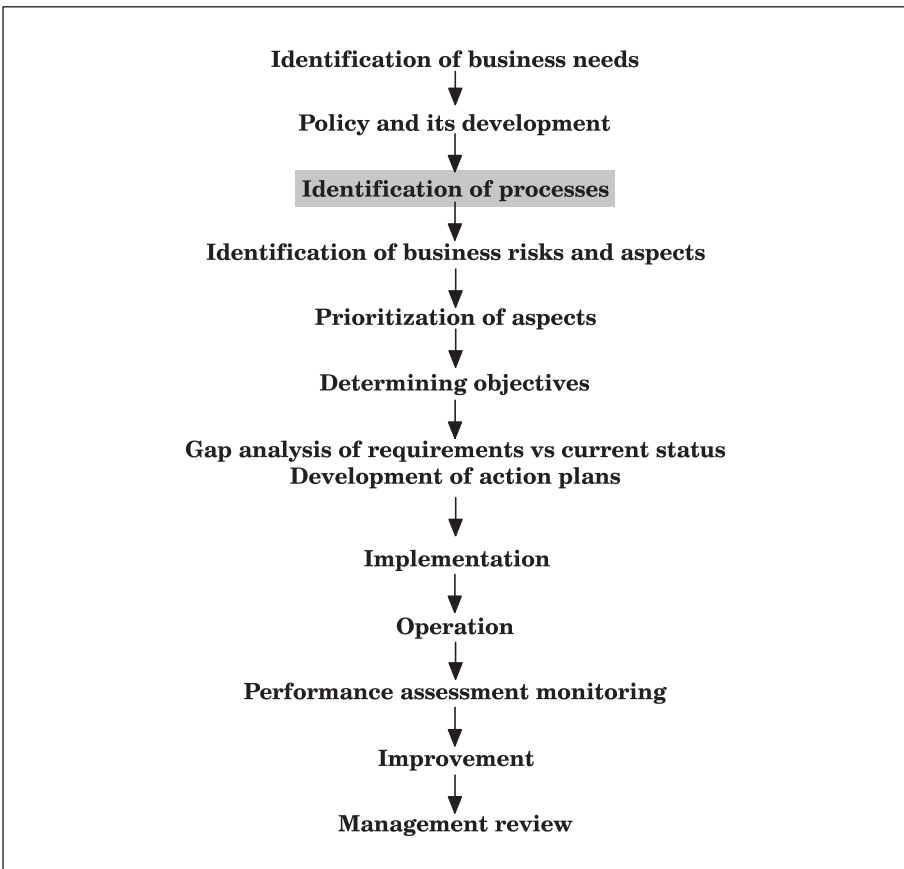 Identification of business needs
Policy and its development
Identification of processes
Identification of business risks and aspects
Prioritization of aspects
Determining objectives
Gap analysis of requirements vs current status
Development of action plans
Implementation
Operation
Performance assessment monitoring
Improvement
Management review